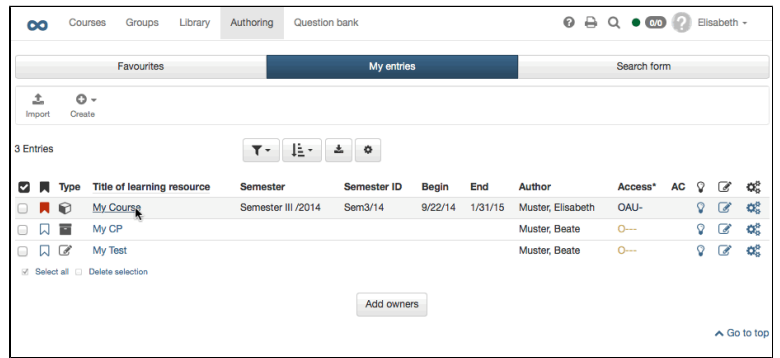 Courses Groups Library Authoring Question bank 0/0 Elisabeth
Favourites My entries Search form
Import Create
3 Entries
Type Title of learning resource Semester Semester ID Begin End Author Access* AC
My Course Semester III /2014 Sem3/14 9/22/14 1/31/15 Muster, Elisabeth OAU-
My CP Muster, Beate O---
My Test Muster, Beate O---
Select all Delete selection
Add owners
Go to top